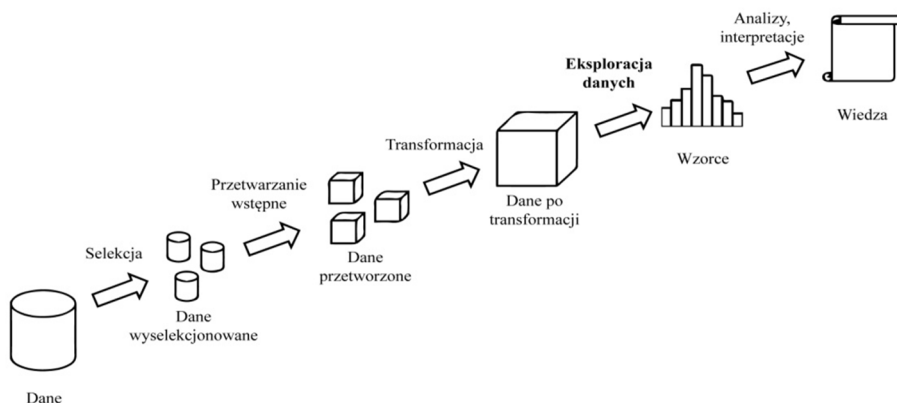 Dane
Selekcja
Dane
wyselekcjonowane
Przetwarzanie
wstępne
Dane
przetworzone
Transformacja
Dane po
transformacji
Eksploracja
danych
Wzorce
Analizy,
interpretacje
Wiedza